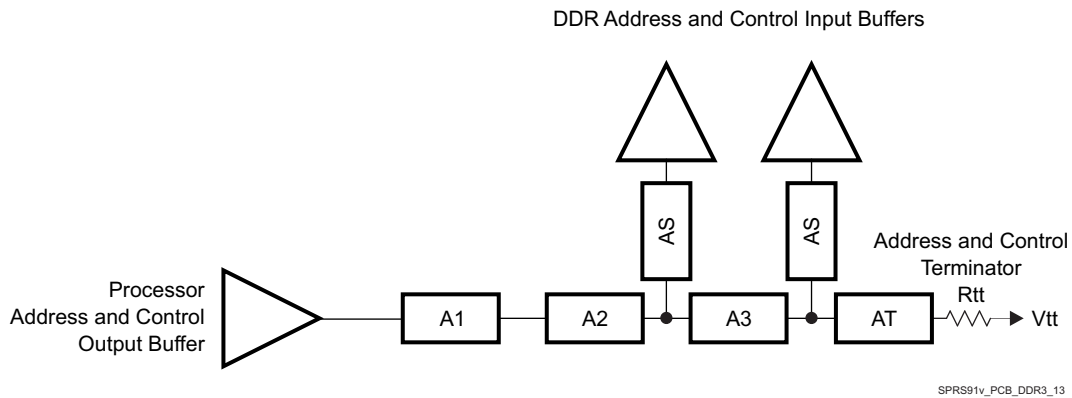 DDR Address and Control Input Buffers
AS
AS
Address and Control
Terminator
Rtt
Processor
Address and Control
Output Buffer
A1
A2
A3
AT
Vtt
SPRS91v_PCB_DDR3_13